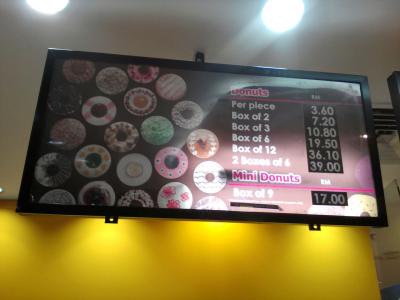 Donuts RM
Per piece 3.60
Box of 2 7.20
Box of 3 10.80
Box of 6 19.50
Box of 12 36.10
2 Boxes of 6 39.00
Mini Donuts RM
Box of 9 17.00